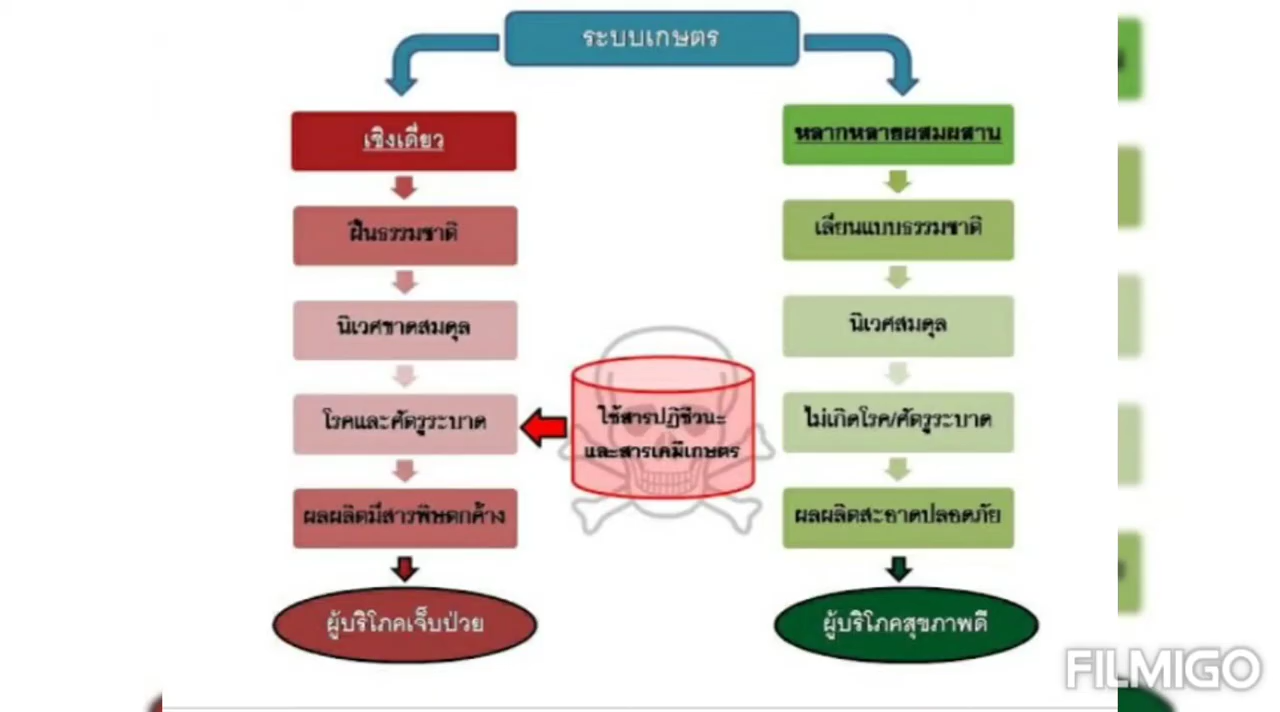 ระบบเกษตร
เชิงเดี่ยว
หลากหลายผสมผสาน
ฝืนธรรมชาติ
เลียนแบบธรรมชาติ
นิเวศขาดสมดุล
นิเวศสมดุล
โรคและศัตรูระบาด
ใช้สารปฏิชีวนะ
และสารเคมีเกษตร
ไม่เกิดโรค/ศัตรูระบาด
ผลผลิตมีสารพิษตกค้าง
ผลผลิตสะอาดปลอดภัย
ผู้บริโภคเจ็บป่วย
ผู้บริโภคสุขภาพดี
FILMIGO